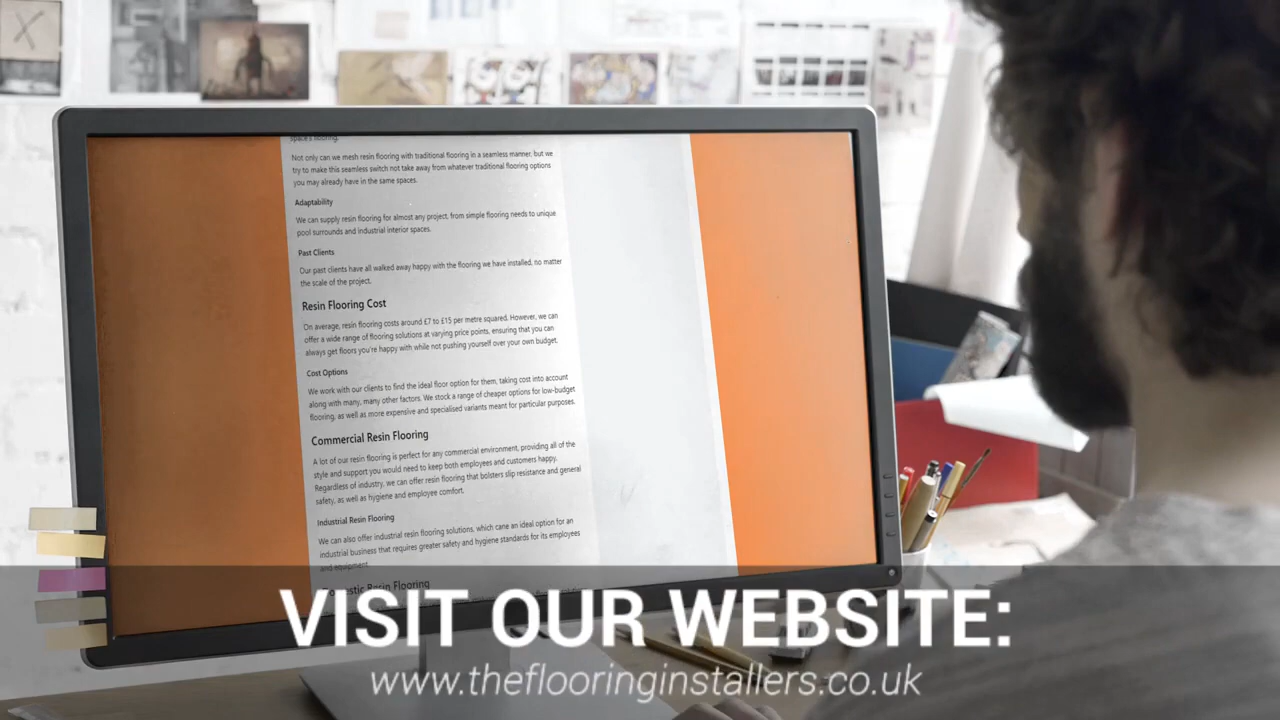 space's flooring.
Not only can we mesh resin flooring with traditional flooring in a seamless manner, but we
try to make this seamless switch not take away from whatever traditional flooring options
you may already have in the same spaces.
Adaptability
We can supply resin flooring for almost any project, from simple flooring needs to unique
pool surrounds and industrial interior spaces.
Past Clients
Our past clients have all walked away happy with the flooring we have installed, no matter
the scale of the project.
Resin Flooring Cost
On average, resin flooring costs around £7 to £15 per metre squared. However, we can
offer a wide range of flooring solutions at varying price points, ensuring that you can
always get floors you're happy with while not pushing yourself over your own budget.
Cost Options
We work with our clients to find the ideal floor option for them, taking cost into account
along with many, many other factors. We stock a range of cheaper options for low-budget
flooring, as well as more expensive and specialised variants meant for particular purposes.
Commercial Resin Flooring
A lot of our resin flooring is perfect for any commercial environment, providing all of the
style and support you would need to keep both employees and customers happy.
Regardless of industry, we can offer resin flooring that bolsters slip resistance and general
safety, as well as hygiene and employee comfort.
Industrial Resin Flooring
We can also offer industrial resin flooring solutions, which cane an ideal option for an
industrial business that requires greater safety and hygiene standards for its employees
and equipment.
Domestic Resin Flooring
VISIT OUR WEBSITE:
www.theflooringinstallers.co.uk